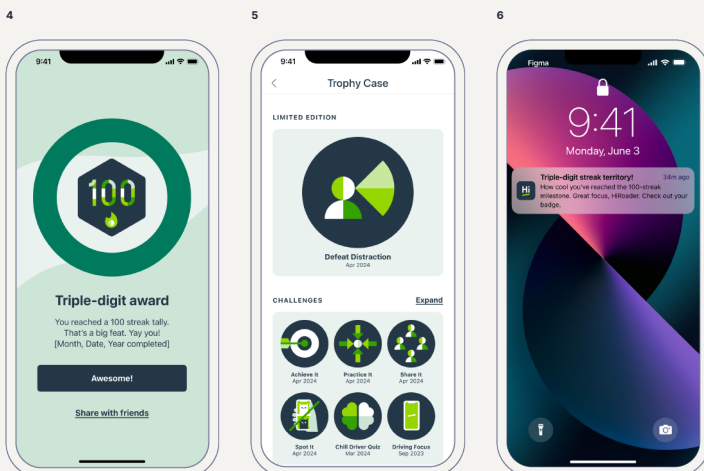 4
5
6
9:41
100
Triple-digit award
You reached a 100 streak tally.
That's a big feat. Yay you!
[Month, Date, Year completed]
Awesome!
Share with friends
9:41
Trophy Case
LIMITED EDITION
Defeat Distraction
Apr 2024
CHALLENGES
Expand
Achieve It
Apr 2024
Practice It
Apr 2024
Share It
Apr 2024
Spot It
Apr 2024
Chill Driver Quiz
Mar 2024
Driving Focus
Sep 2023
Figma
9:41
Monday, June 3
Hi
Triple-digit streak territory!
34m ago
How cool you've reached the 100-streak
milestone. Great focus, HiRoader. Check out your
badge.